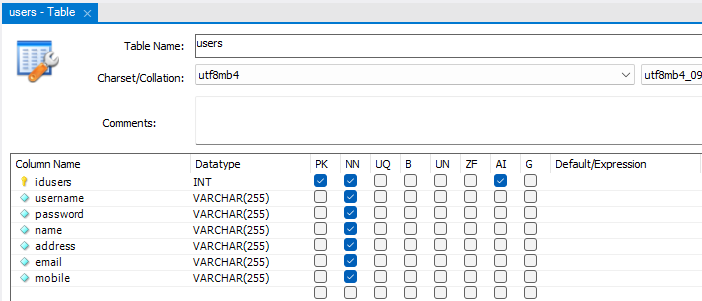 users - Table
Table Name: users
Charset/Collation: utf8mb4 utf8mb4_09
Comments:
Column Name Datatype PK NN UQ B UN ZF AI G Default/Expression
idusers INT
username VARCHAR(255)
password VARCHAR(255)
name VARCHAR(255)
address VARCHAR(255)
email VARCHAR(255)
mobile VARCHAR(255)